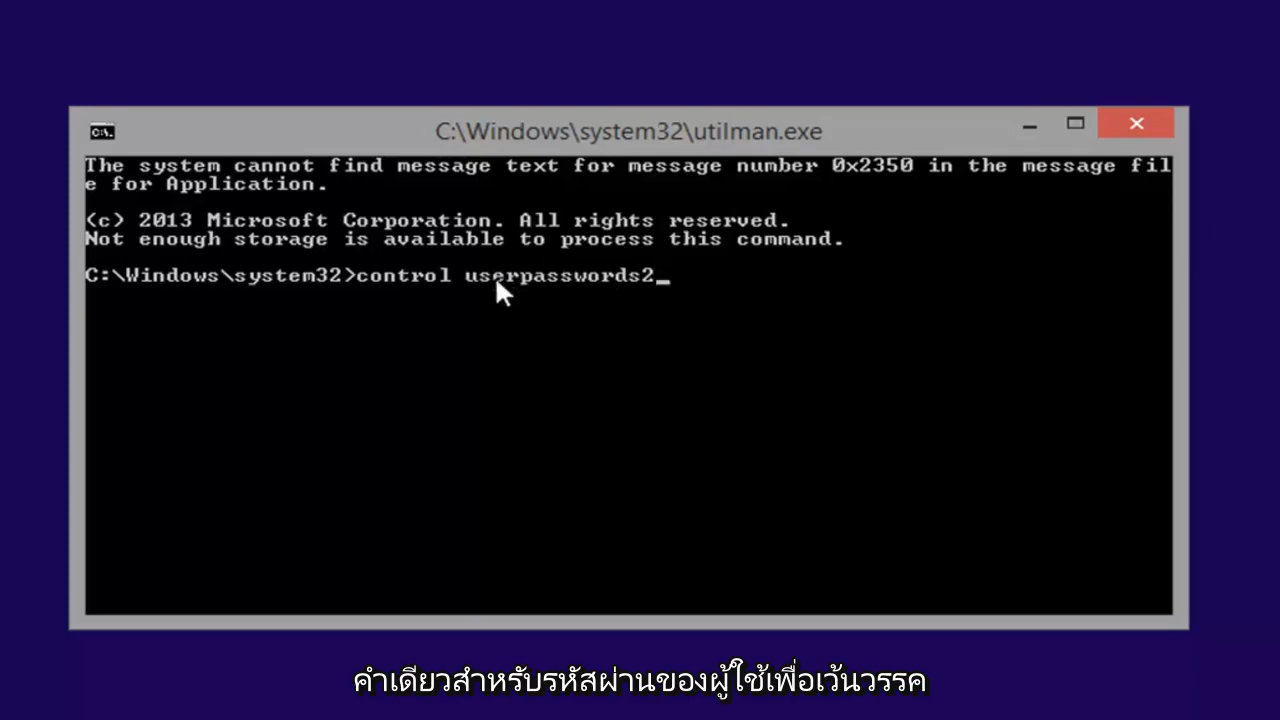 C:\.
C:\Windows\system32\utilman.exe
The system cannot find message text for message number 0x2350 in the message fil
e for Application.
(c) 2013 Microsoft Corporation. All rights reserved.
Not enough storage is available to process this command.
C:\Windows\system32>control userpasswords2_
คำเดียวสำหรับรหัสผ่านของผู้ใช้เพื่อเว้นวรรค